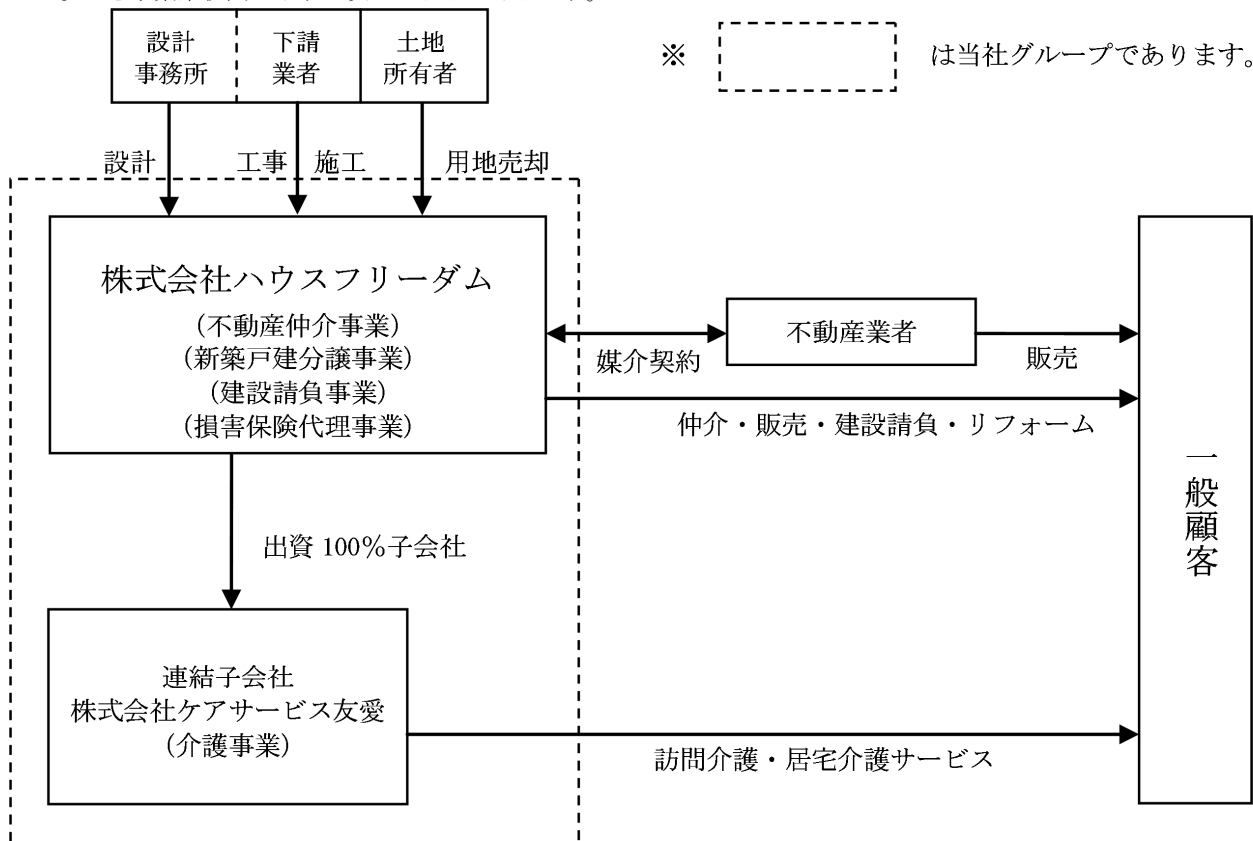 設計
事務所
下請
業者
土地
所有者
※
は当社グループであります。
設計
工事
施工
用地売却
株式会社ハウスフリーダム
(不動産仲介事業)
(新築戸建分譲事業)
(建設請負事業)
(損害保険代理事業)
媒介契約
不動産業者
販売
仲介・販売・建設請負・リフォーム
一般顧客
出資 100％子会社
連結子会社
株式会社ケアサービス友愛
(介護事業)
訪問介護・居宅介護サービス